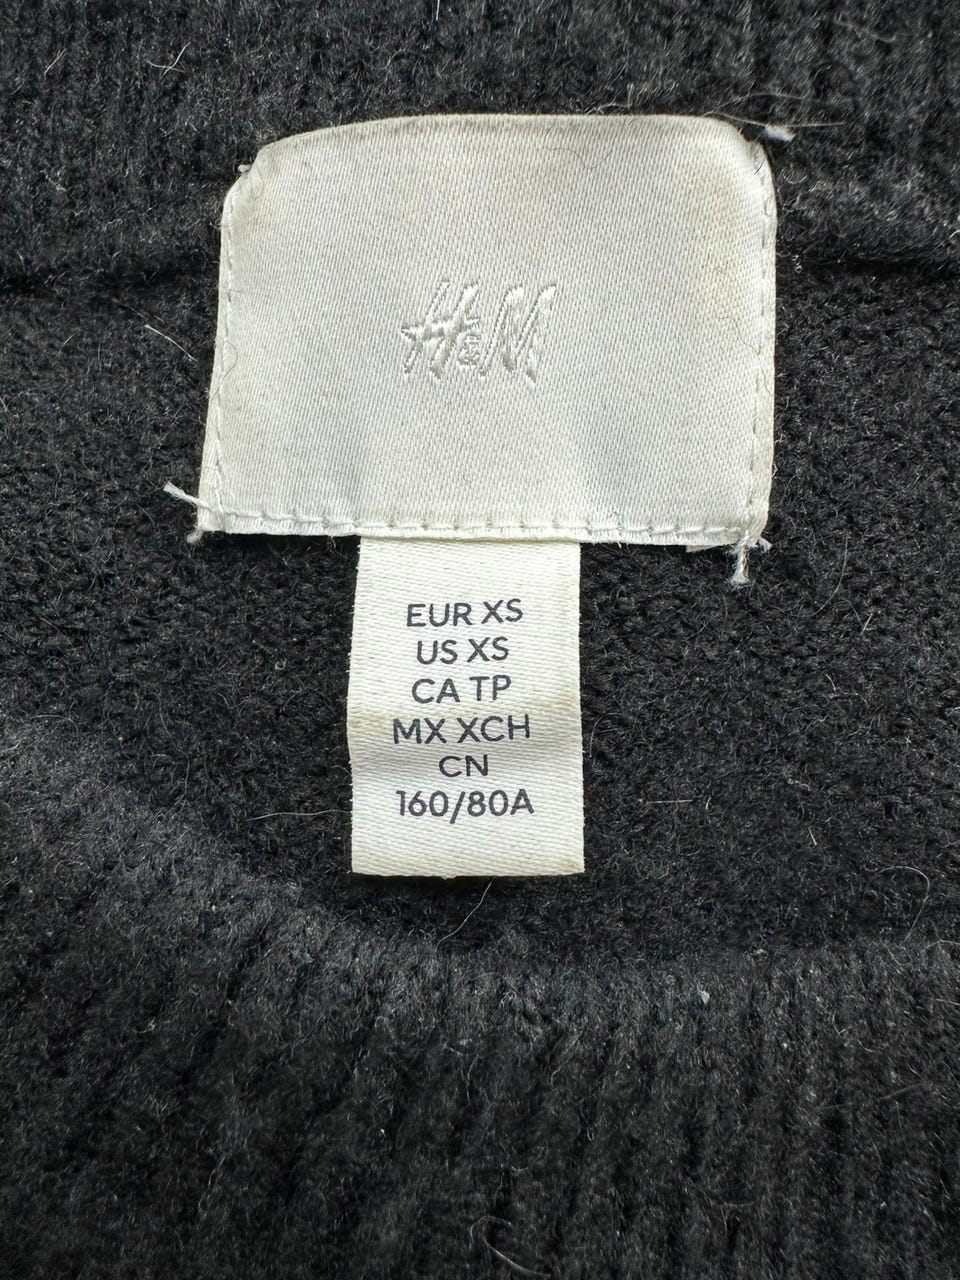 H&M
EUR XS
US XS
CA TP
MX XCH
CN
160/80A